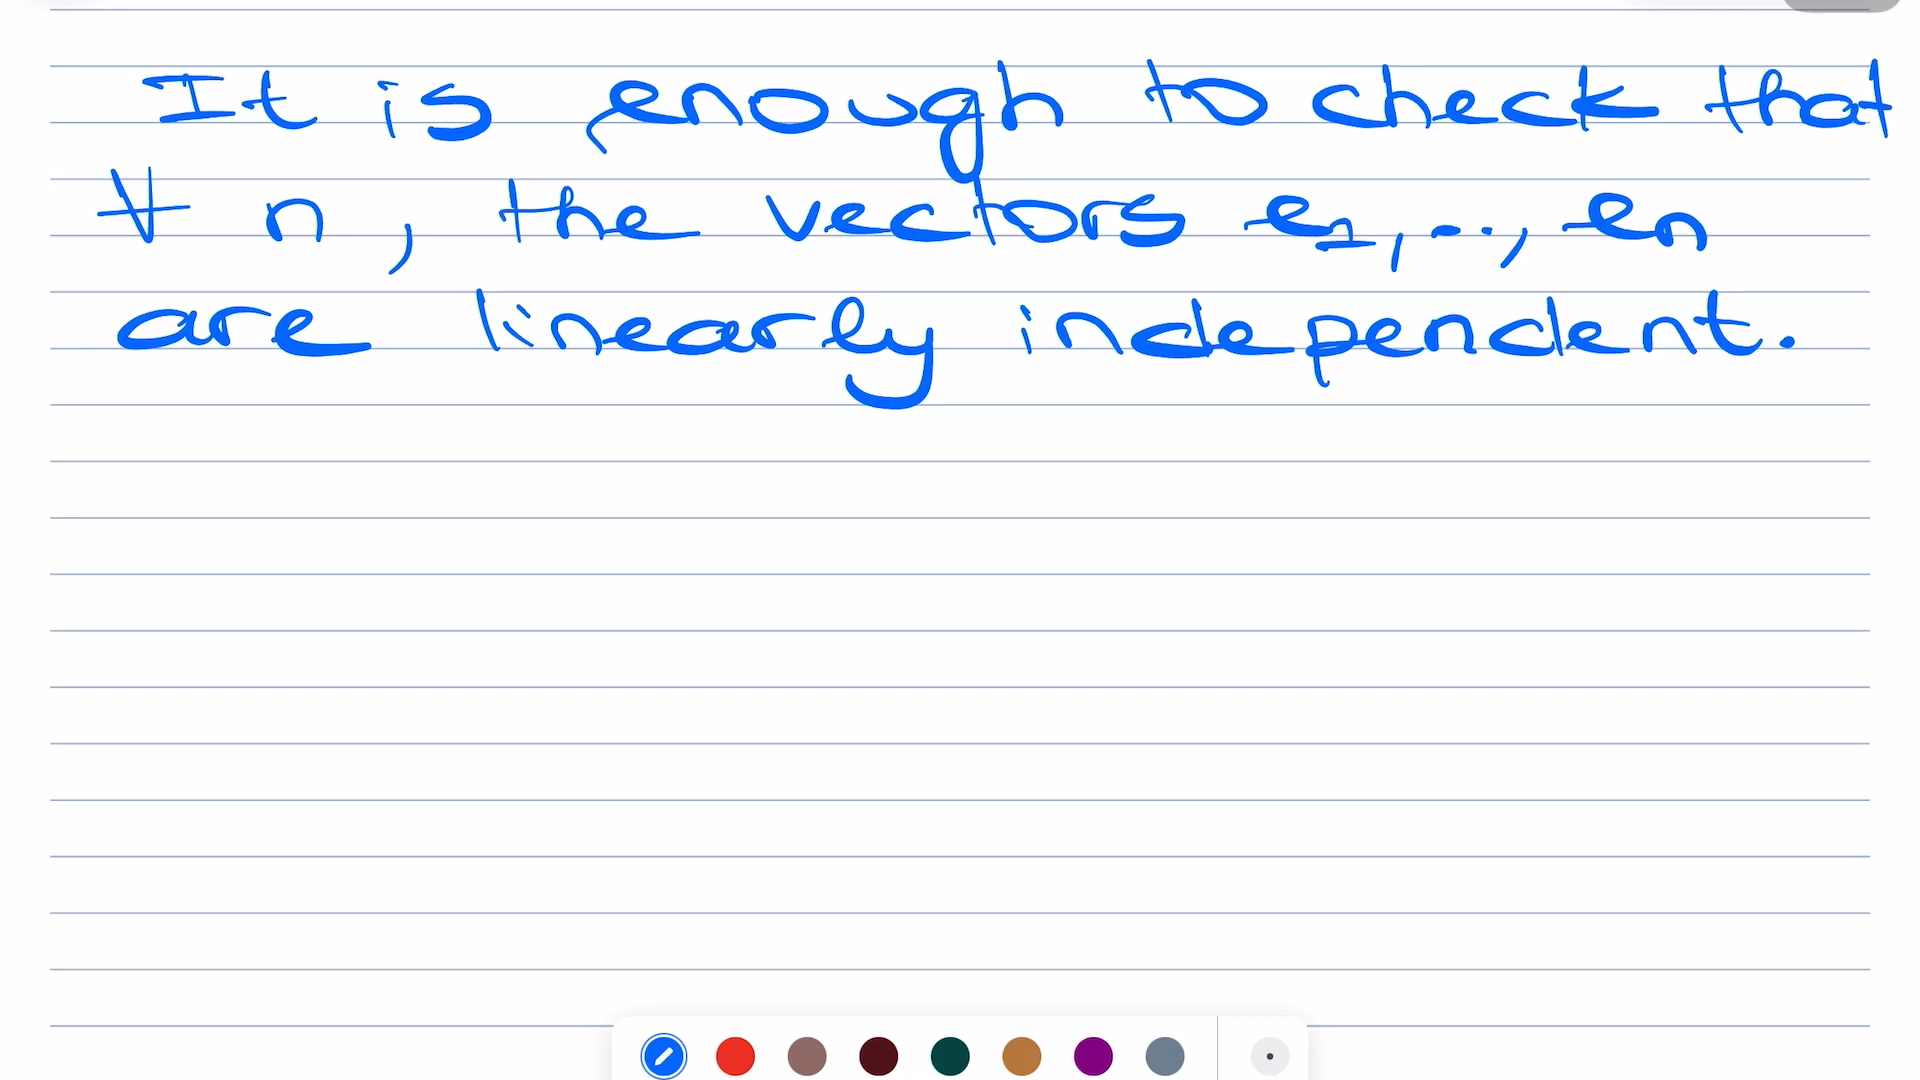 It is enough to check that
∀ n, the vectors e₁, .., eₙ
are linearly independent.